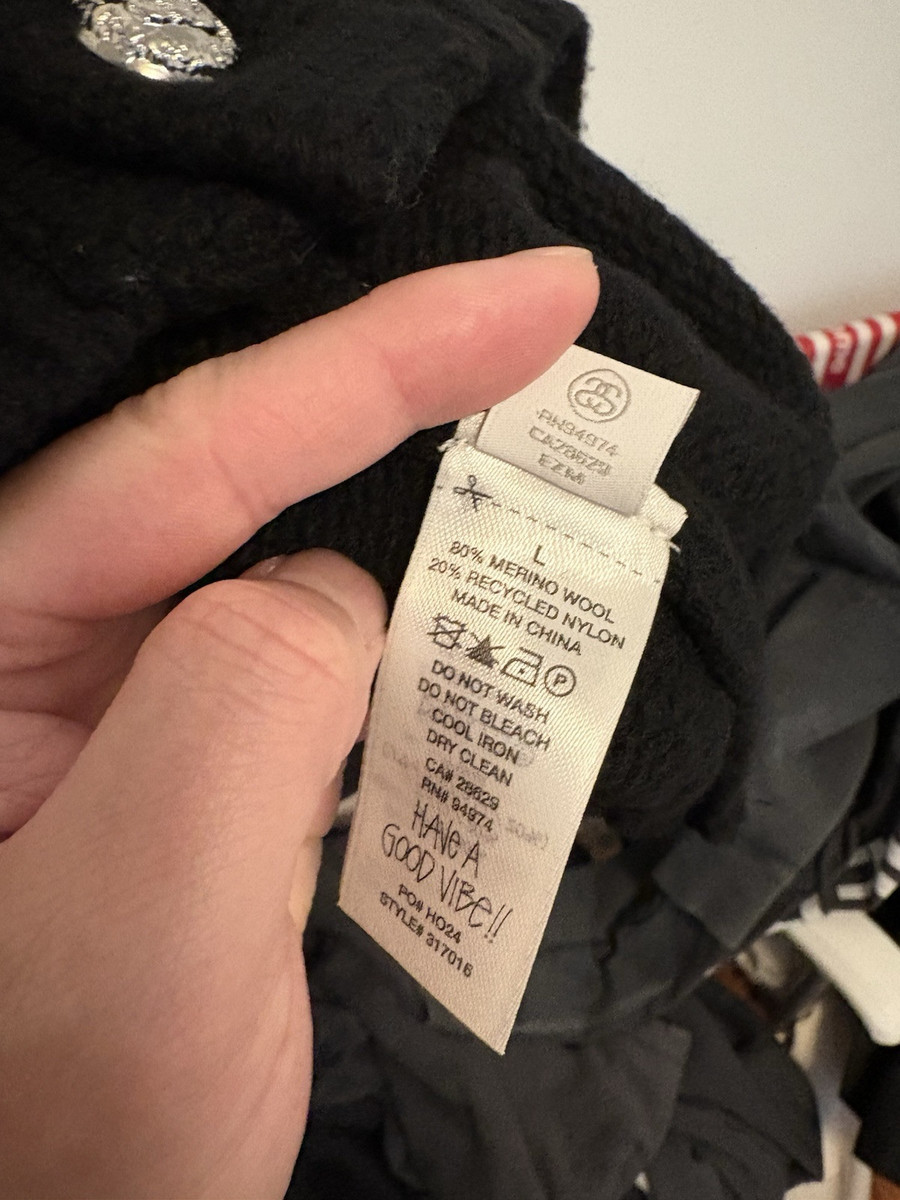 RN94974
CA28629
EZM
L
80% MERINO WOOL
20% RECYCLED NYLON
MADE IN CHINA
P
DO NOT WASH
DO NOT BLEACH
COOL IRON
DRY CLEAN
CA# 28629
RN# 94974
HAVE A
GOOD VIBE!!
PO# HO24
STYLE# 317016